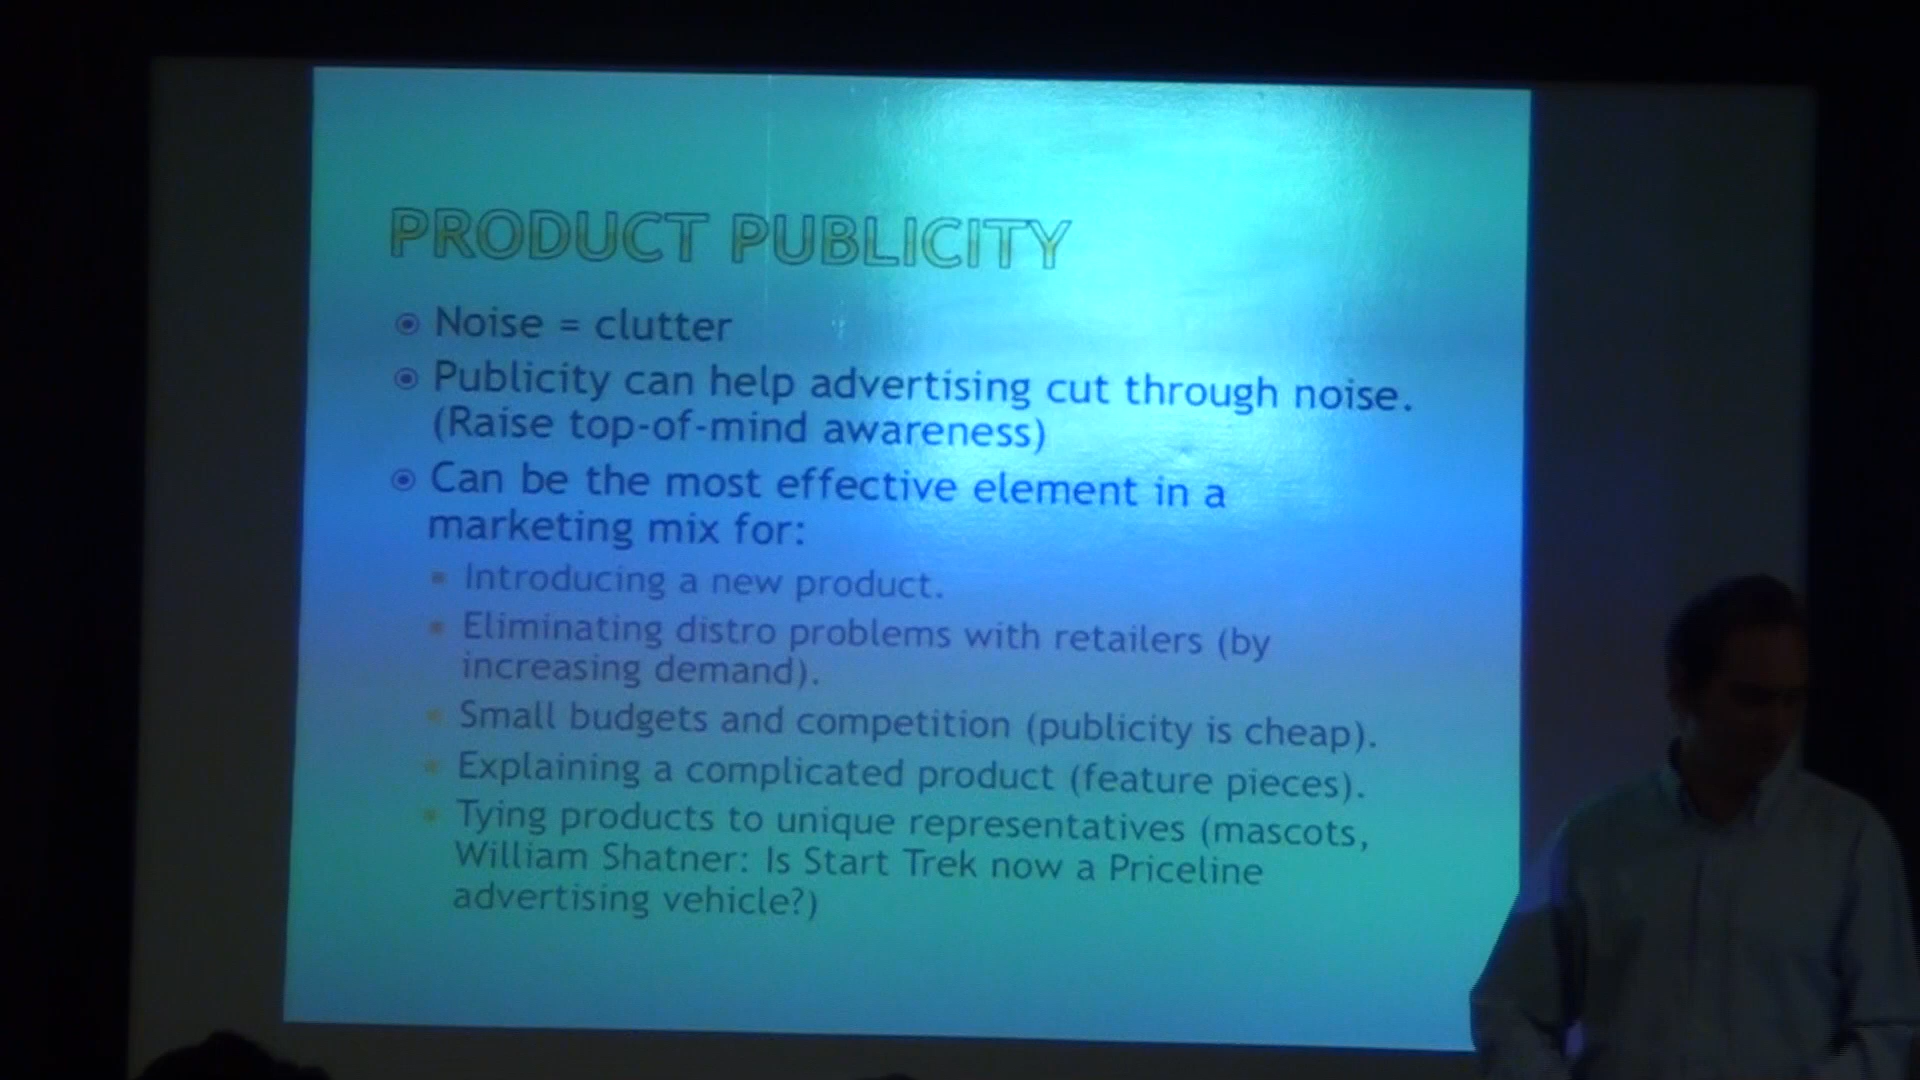 PRODUCT PUBLICITY
Noise = clutter
Publicity can help advertising cut through noise.
(Raise top-of-mind awareness)
Can be the most effective element in a
marketing mix for:
Introducing a new product.
Eliminating distro problems with retailers (by
increasing demand).
Small budgets and competition (publicity is cheap).
Explaining a complicated product (feature pieces).
Tying products to unique representatives (mascots,
William Shatner: Is Start Trek now a Priceline
advertising vehicle?)